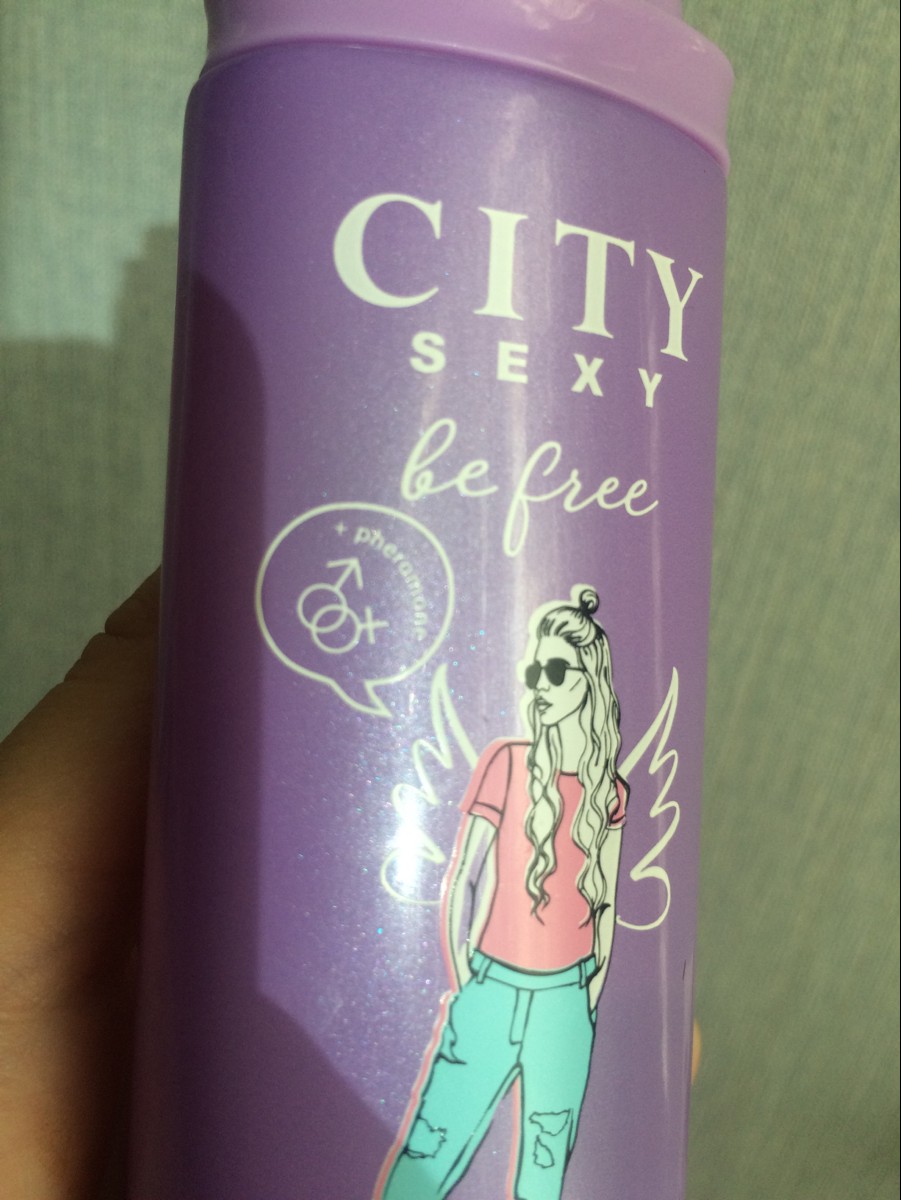 CITY
SEXY
be free
+ pheromone